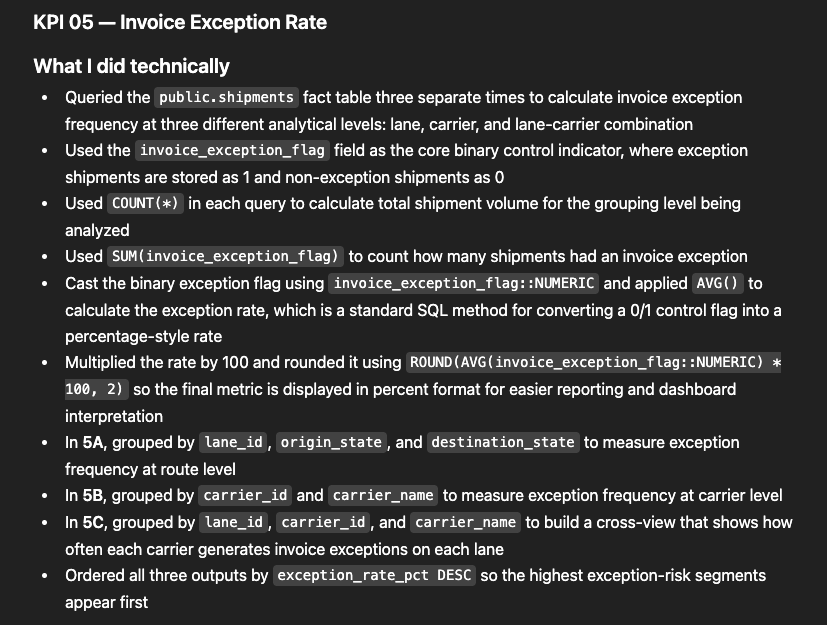 KPI 05 — Invoice Exception Rate
What I did technically
• Queried the public.shipments fact table three separate times to calculate invoice exception
frequency at three different analytical levels: lane, carrier, and lane-carrier combination
• Used the invoice_exception_flag field as the core binary control indicator, where exception
shipments are stored as 1 and non-exception shipments as 0
• Used COUNT(*) in each query to calculate total shipment volume for the grouping level being
analyzed
• Used SUM(invoice_exception_flag) to count how many shipments had an invoice exception
• Cast the binary exception flag using invoice_exception_flag::NUMERIC and applied AVG() to
calculate the exception rate, which is a standard SQL method for converting a 0/1 control flag into a
percentage-style rate
• Multiplied the rate by 100 and rounded it using ROUND(AVG(invoice_exception_flag::NUMERIC) *
100, 2) so the final metric is displayed in percent format for easier reporting and dashboard
interpretation
• In 5A, grouped by lane_id, origin_state, and destination_state to measure exception
frequency at route level
• In 5B, grouped by carrier_id and carrier_name to measure exception frequency at carrier level
• In 5C, grouped by lane_id, carrier_id, and carrier_name to build a cross-view that shows how
often each carrier generates invoice exceptions on each lane
• Ordered all three outputs by exception_rate_pct DESC so the highest exception-risk segments
appear first